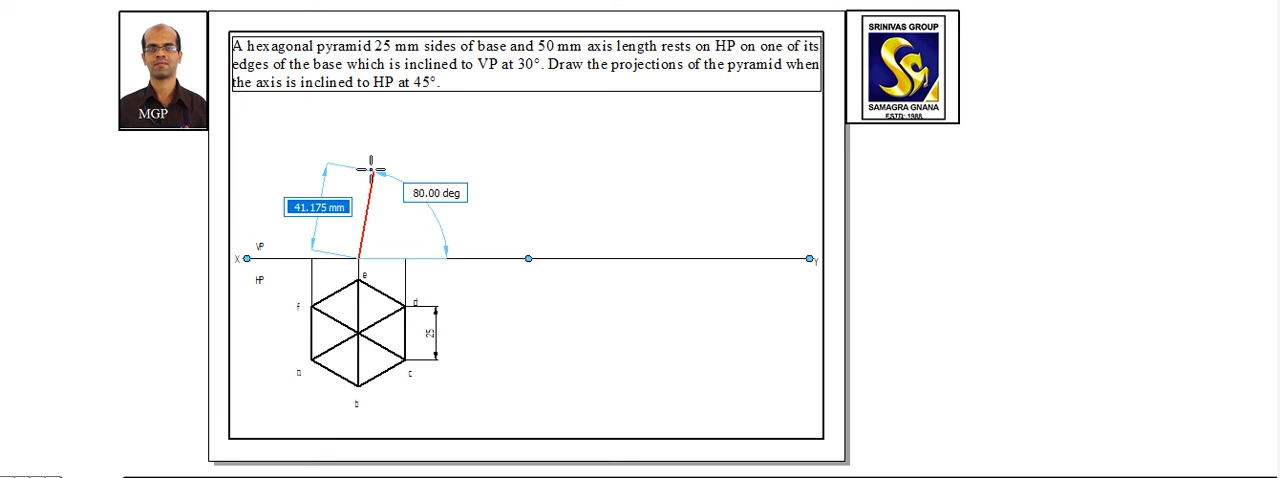 SRINIVAS GROUP
SAMAGRA GNANA
ESTD: 1988
MGP
A hexagonal pyramid 25 mm sides of base and 50 mm axis length rests on HP on one of its
edges of the base which is inclined to VP at 30°. Draw the projections of the pyramid when
the axis is inclined to HP at 45°.
80.00 deg
41.175 mm
VP
X
Y
HP
e
f
d
25
a
c
b